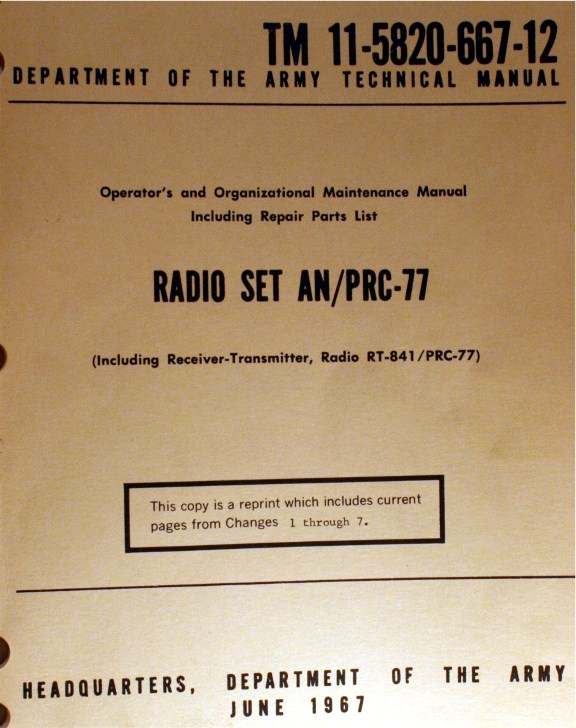 TM 11-5820-667-12
DEPARTMENT OF THE ARMY TECHNICAL MANUAL
Operator's and Organizational Maintenance Manual
Including Repair Parts List
RADIO SET AN/PRC-77
(Including Receiver-Transmitter, Radio RT-841/PRC-77)
This copy is a reprint which includes current
pages from Changes 1 through 7.
HEADQUARTERS, DEPARTMENT OF THE ARMY
JUNE 1967